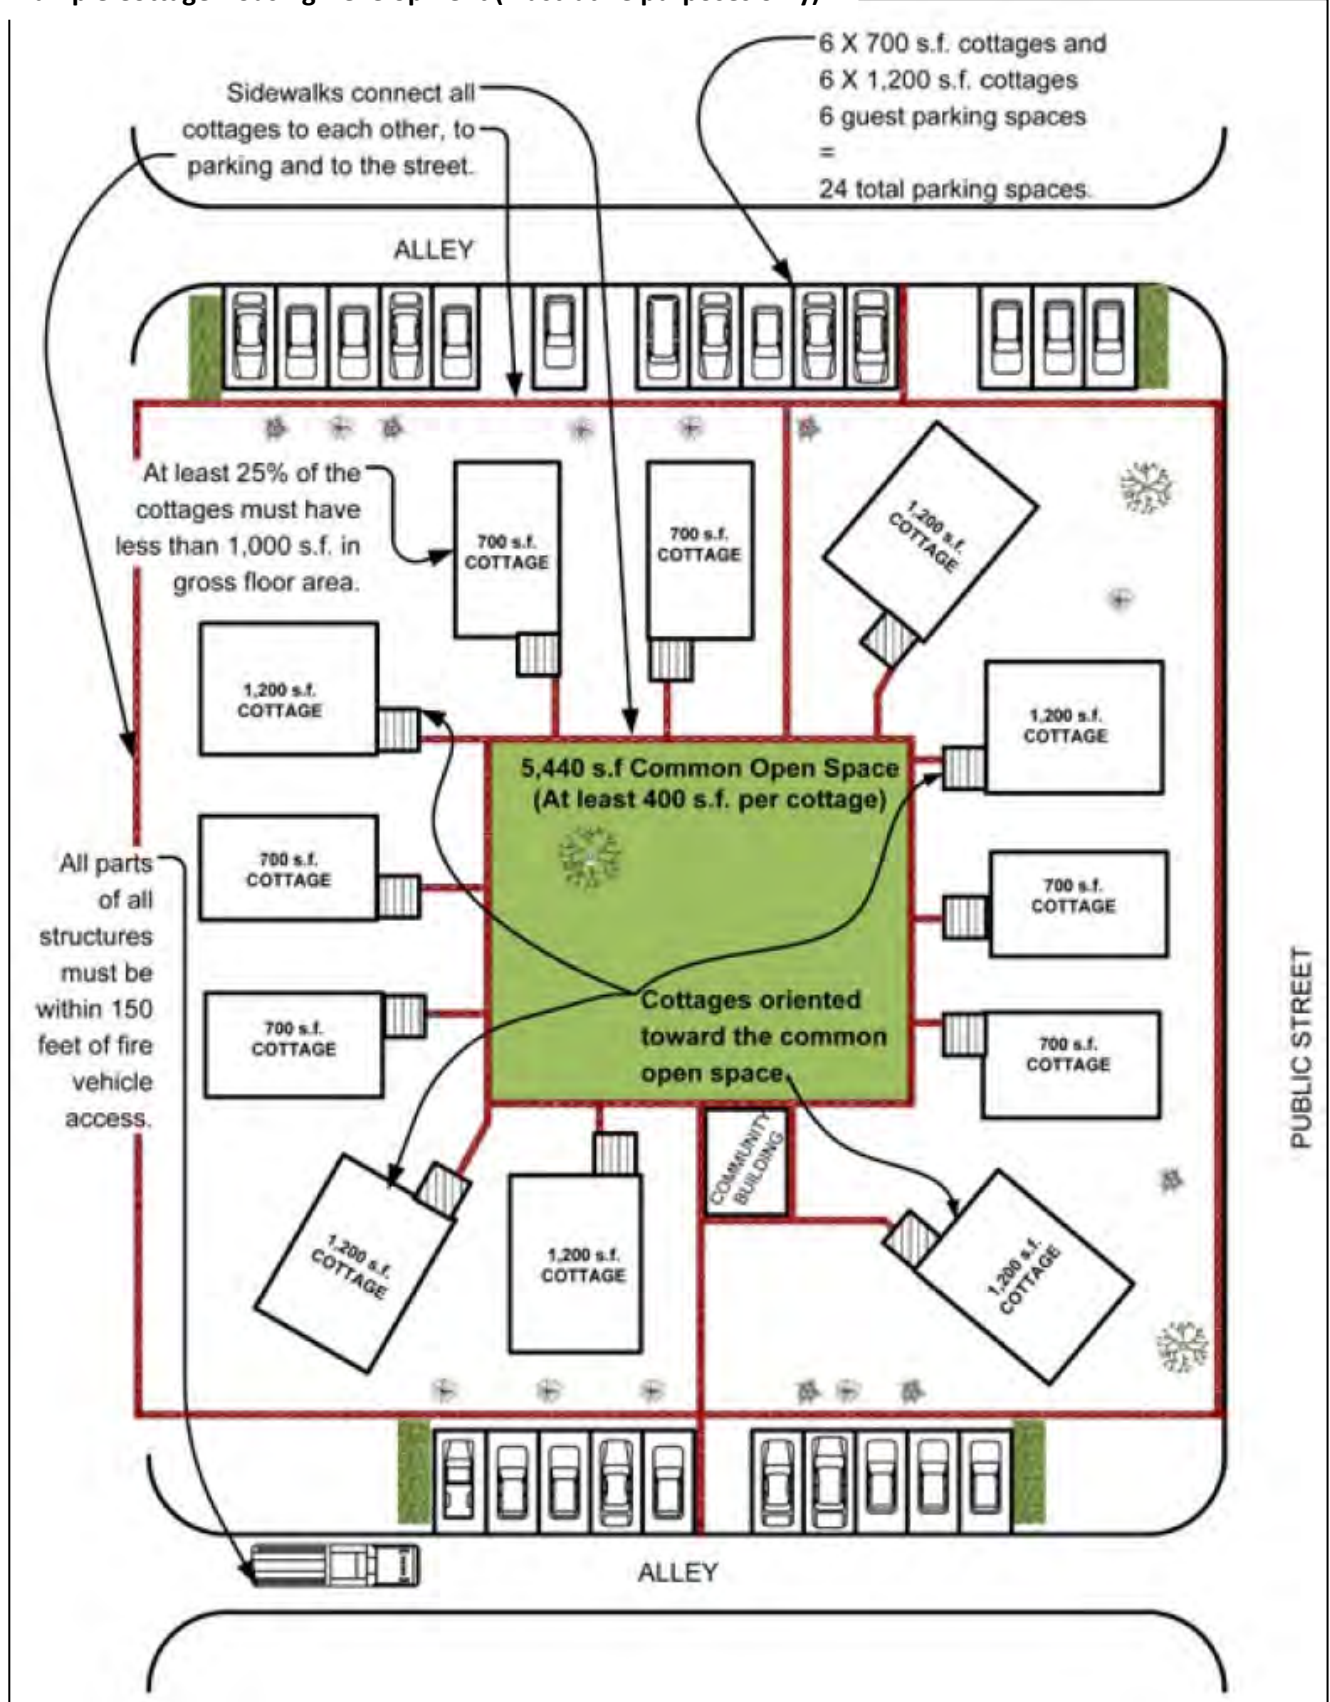 6 X 700 s.f. cottages and
6 X 1,200 s.f. cottages
6 guest parking spaces
=
24 total parking spaces.
Sidewalks connect all
cottages to each other, to
parking and to the street.
ALLEY
At least 25% of the
cottages must have
less than 1,000 s.f. in
gross floor area.
700 s.f.
COTTAGE
700 s.f.
COTTAGE
1,200 s.f.
COTTAGE
1,200 s.f.
COTTAGE
1,200 s.f.
COTTAGE
5,440 s.f Common Open Space
(At least 400 s.f. per cottage)
700 s.f.
COTTAGE
700 s.f.
COTTAGE
All parts
of all
structures
must be
within 150
feet of fire
vehicle
access.
700 s.f.
COTTAGE
700 s.f.
COTTAGE
Cottages oriented
toward the common
open space.
PUBLIC STREET
COMMUNITY
BUILDING
1,200 s.f.
COTTAGE
1,200 s.f.
COTTAGE
1,200 s.f.
COTTAGE
ALLEY